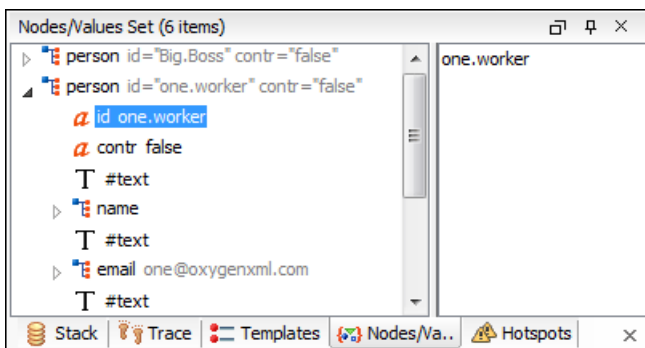 Nodes/Values Set (6 items)
person id="Big.Boss" contr="false"
person id="one.worker" contr="false"
a id one.worker
a contr false
T #text
name
T #text
email one@oxygenxml.com
T #text
one.worker
Stack Trace Templates Nodes/Va.. Hotspots